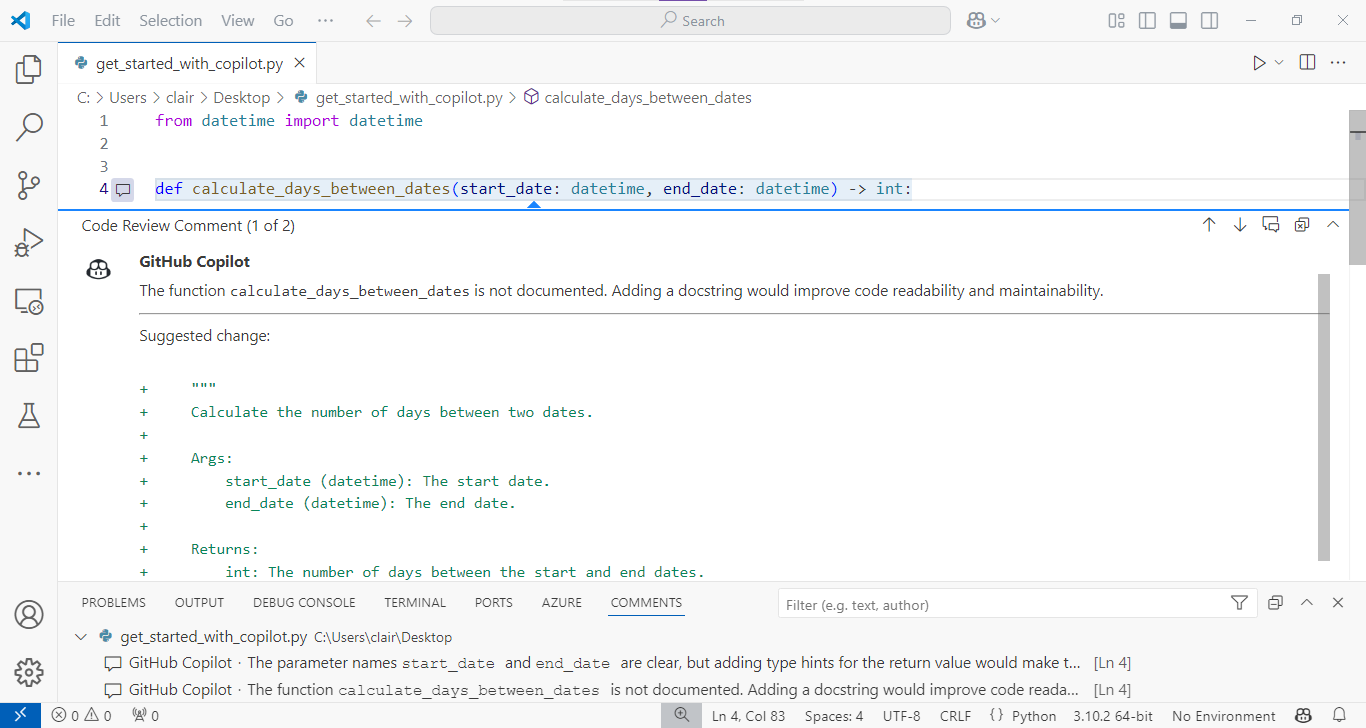 File Edit Selection View Go ··· Search
get_started_with_copilot.py
C: > Users > clair > Desktop > get_started_with_copilot.py > calculate_days_between_dates
1 from datetime import datetime
2
3
4 def calculate_days_between_dates(start_date: datetime, end_date: datetime) -> int:
Code Review Comment (1 of 2)
GitHub Copilot
The function calculate_days_between_dates is not documented. Adding a docstring would improve code readability and maintainability.
Suggested change:
+ """
+ Calculate the number of days between two dates.
+
+ Args:
+ start_date (datetime): The start date.
+ end_date (datetime): The end date.
+
+ Returns:
+ int: The number of days between the start and end dates.
PROBLEMS OUTPUT DEBUG CONSOLE TERMINAL PORTS AZURE COMMENTS Filter (e.g. text, author)
get_started_with_copilot.py C:\Users\clair\Desktop
GitHub Copilot · The parameter names start_date and end_date are clear, but adding type hints for the return value would make t... [Ln 4]
GitHub Copilot · The function calculate_days_between_dates is not documented. Adding a docstring would improve code reada... [Ln 4]
0 0 0 Ln 4, Col 83 Spaces: 4 UTF-8 CRLF {} Python 3.10.2 64-bit No Environment